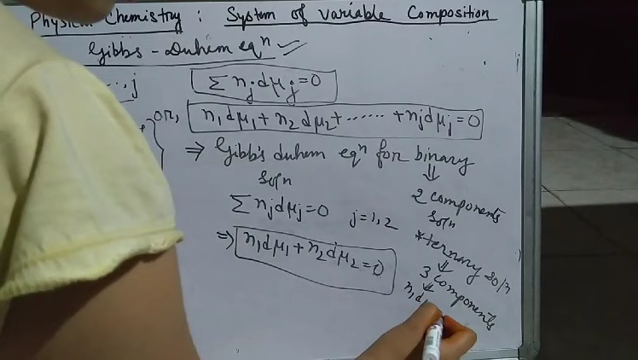 Physical Chemistry : System of variable Composition
Gibbs - Duhem eqⁿ ✓
..., j
Σ nⱼdμⱼ=0
or, n₁dμ₁ + n₂dμ₂+ ...... + nⱼdμⱼ =0
⇒ Gibb's duhem eqⁿ for binary
solⁿ
⇓
2 components
solⁿ
Σ nⱼdμⱼ=0 j=1,2
⇒ n₁dμ₁ + n₂dμ₂ =0
*ternary solⁿ
⇓
3 components
⇓
n₁d